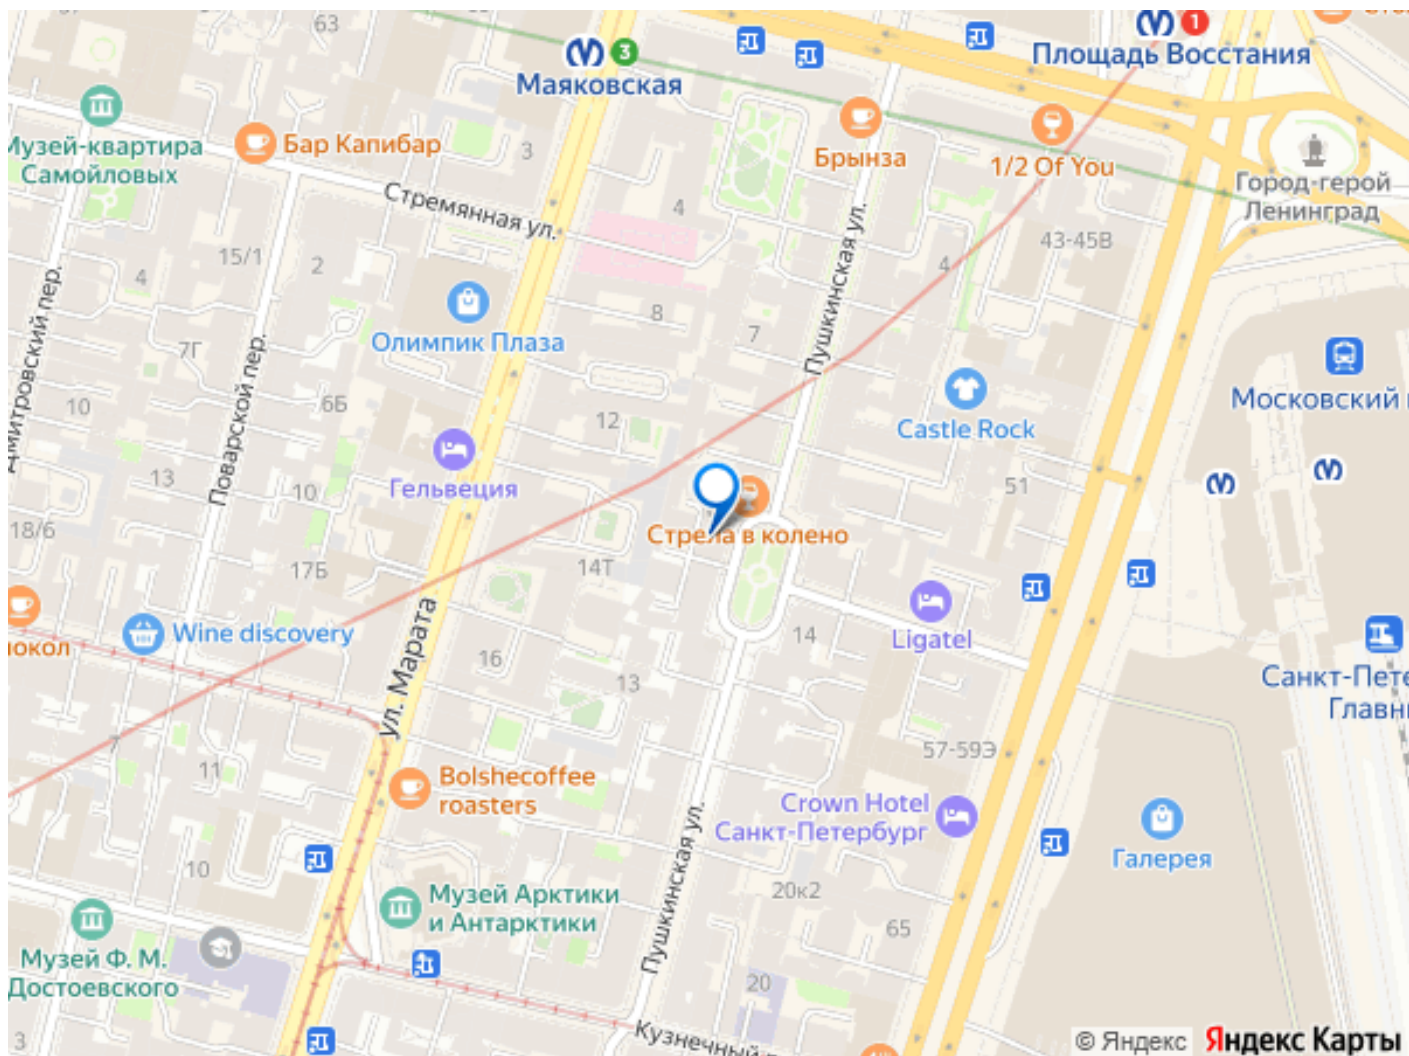 63
3
Маяковская
1
Площадь Восстания
Музей-квартира
Самойловых
Бар Капибар
3
Брынза
1/2 Of You
Город-герой
Ленинград
Стремянная ул.
4
43-45В
15/1
2
4
4
Пушкинская ул.
8
7
Олимпик Плаза
7Г
Дмитровский пер.
Поварской пер.
Московский
10
6Б
12
Castle Rock
Гельвеция
13
10
51
18/6
Стрела в колено
17Б
14Т
Wine discovery
ул. Марата
14
Ligatel
16
13
Санкт-Пете
Главн
7
11
57-59Э
Bolshecoffee
roasters
Crown Hotel
Санкт-Петербург
Пушкинская ул.
Галерея
10
20к2
Музей Арктики
и Антарктики
65
Музей Ф. М.
Достоевского
20
3
Кузнечный
© Яндекс Яндекс Карты